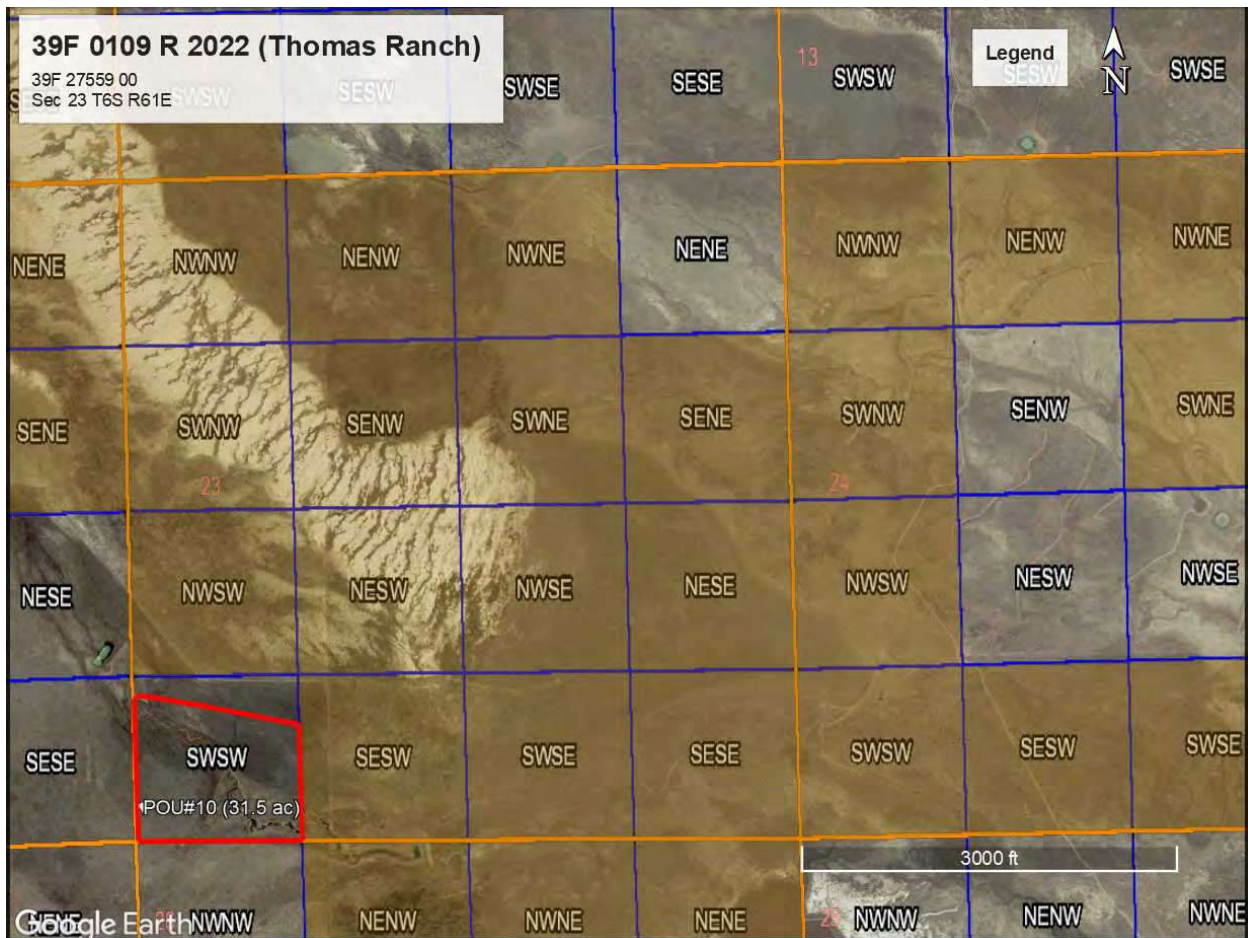 39F 0109 R 2022 (Thomas Ranch)
39F 27559 00
Sec 23 T6S R61E
Legend
N
SWSW SESW SWSE SESE 13 SWSW SESW SWSE
NENE NWNW NENW NWNE NENE NWNW NENW NWNE
SENE SWNW SENW SWNE SENE SWNW SENW SWNE
23 24
NESE NWSW NESW NWSE NESE NWSW NESW NWSE
SESE SWSW SESW SWSE SESE SWSW SESW SWSE
POU#10 (31.5 ac)
3000 ft
NENE NWNW NENW NWNE NENE NWNW NENW NWNE
Google Earth